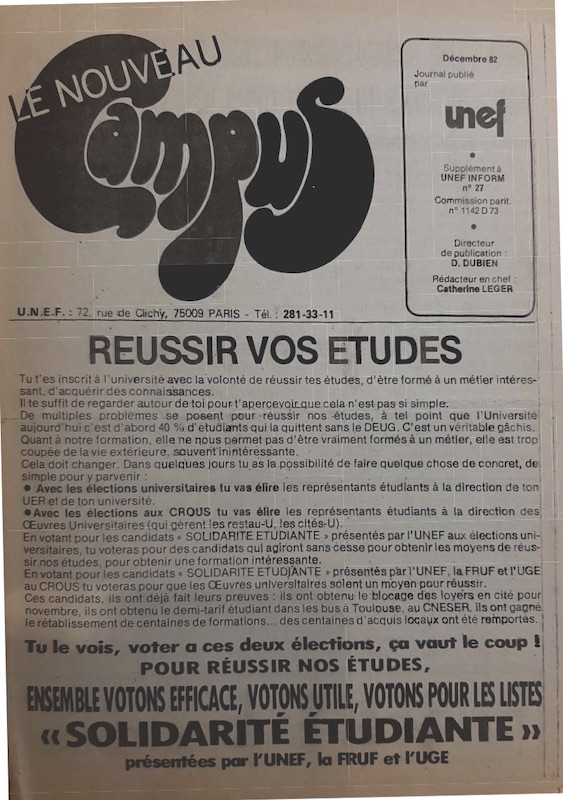 LE NOUVEAU
Campus
Décembre 82
Journal publié
par
unef
•
Supplément à
UNEF INFORM
n° 27
Commission parit.
n° 1142 D 73
•
Directeur
de publication :
D. DUBIEN
Rédacteur en chef :
Catherine LEGER
U.N.E.F. : 72, rue de Clichy, 75009 PARIS - Tél. : 281-33-11
REUSSIR VOS ETUDES
Tu t'es inscrit à l'université avec la volonté de réussir tes études, d'être formé à un métier intéres-
sant, d'acquérir des connaissances.
Il te suffit de regarder autour de toi pour t'apercevoir que cela n'est pas si simple.
De multiples problèmes se posent pour réussir nos études, à tel point que l'Université
aujourd'hui c'est d'abord 40 % d'étudiants qui la quittent sans le DEUG. C'est un véritable gâchis.
Quant à notre formation, elle ne nous permet pas d'être vraiment formés à un métier, elle est trop
coupée de la vie extérieure, souvent inintéressante.
Cela doit changer. Dans quelques jours tu as la possibilité de faire quelque chose de concret, de
simple pour y parvenir :
● Avec les élections universitaires tu vas élire les représentants étudiants à la direction de ton
UER et de ton université.
●Avec les élections aux CROUS tu vas élire les représentants étudiants à la direction des
Œuvres Universitaires (qui gèrent les restau-U, les cités-U).
En votant pour les candidats « SOLIDARITE ETUDIANTE » présentés par l'UNEF aux élections uni-
versitaires, tu voteras pour des candidats qui agiront sans cesse pour obtenir les moyens de réus-
sir nos études, pour obtenir une formation intéressante.
En votant pour les candidats « SOLIDARITE ETUDIANTE » présentés par l'UNEF, la FRUF et l'UGE
au CROUS tu voteras pour que les Œuvres universitaires soient un moyen pour réussir.
Ces candidats, ils ont déjà fait leurs preuves : ils ont obtenu le blocage des loyers en cité pour
novembre, ils ont obtenu le demi-tarif étudiant dans les bus à Toulouse, au CNESER, ils ont gagné
le rétablissement de centaines de formations... des centaines d'acquis locaux ont été remportés.
Tu le vois, voter a ces deux élections, ça vaut le coup !
POUR RÉUSSIR NOS ÉTUDES,
ENSEMBLE VOTONS EFFICACE, VOTONS UTILE, VOTONS POUR LES LISTES
« SOLIDARITÉ ÉTUDIANTE »
présentées par l'UNEF, la FRUF et l'UGE